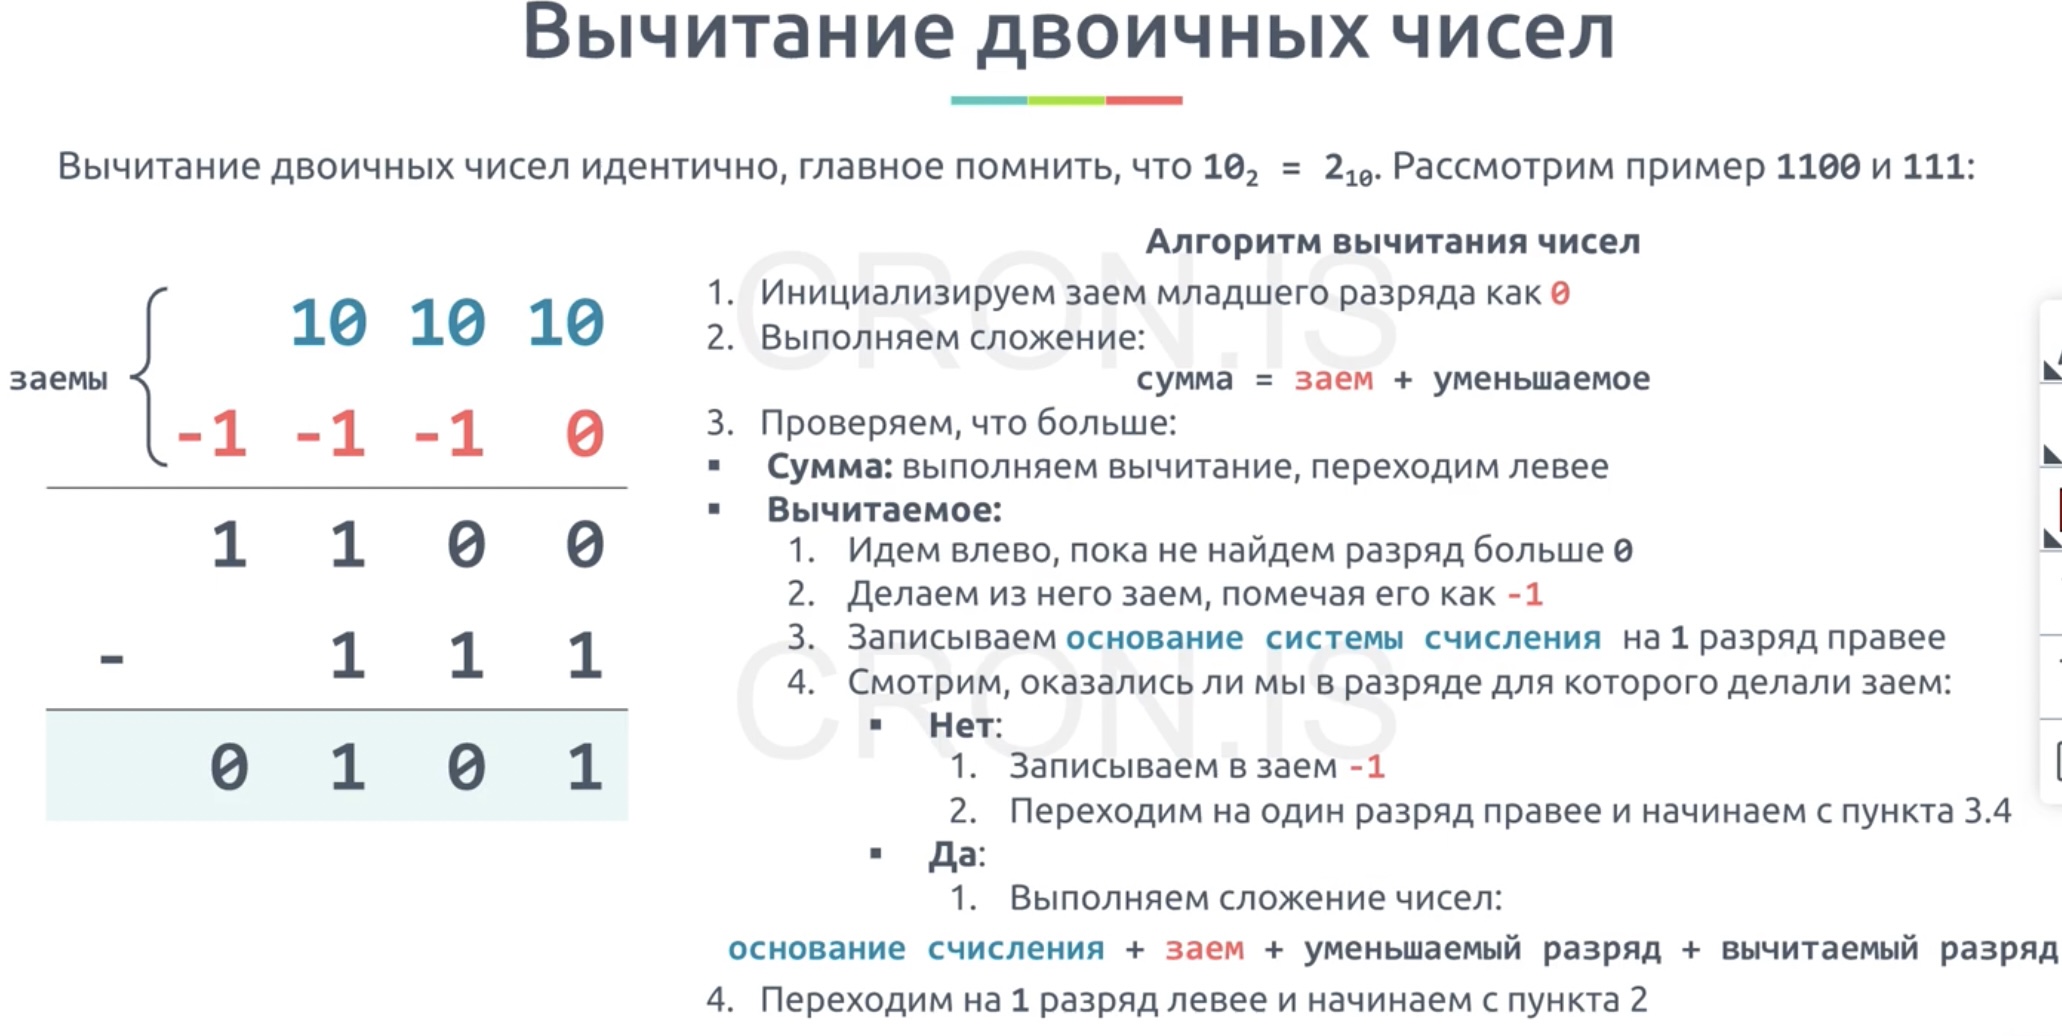 Вычитание двоичных чисел
Вычитание двоичных чисел идентично, главное помнить, что 10₂ = 2₁₀. Рассмотрим пример 1100 и 111:
заемы
10 10 10
-1 -1 -1 0
1 1 0 0
- 1 1 1
0 1 0 1
Алгоритм вычитания чисел
1. Инициализируем заем младшего разряда как 0
2. Выполняем сложение:
сумма = заем + уменьшаемое
3. Проверяем, что больше:
▪ Сумма: выполняем вычитание, переходим левее
▪ Вычитаемое:
1. Идем влево, пока не найдем разряд больше 0
2. Делаем из него заем, помечая его как -1
3. Записываем основание системы счисления на 1 разряд правее
4. Смотрим, оказались ли мы в разряде для которого делали заем:
▪ Нет:
1. Записываем в заем -1
2. Переходим на один разряд правее и начинаем с пункта 3.4
▪ Да:
1. Выполняем сложение чисел:
основание счисления + заем + уменьшаемый разряд + вычитаемый разряд
4. Переходим на 1 разряд левее и начинаем с пункта 2
CRON.IS
CRON.IS